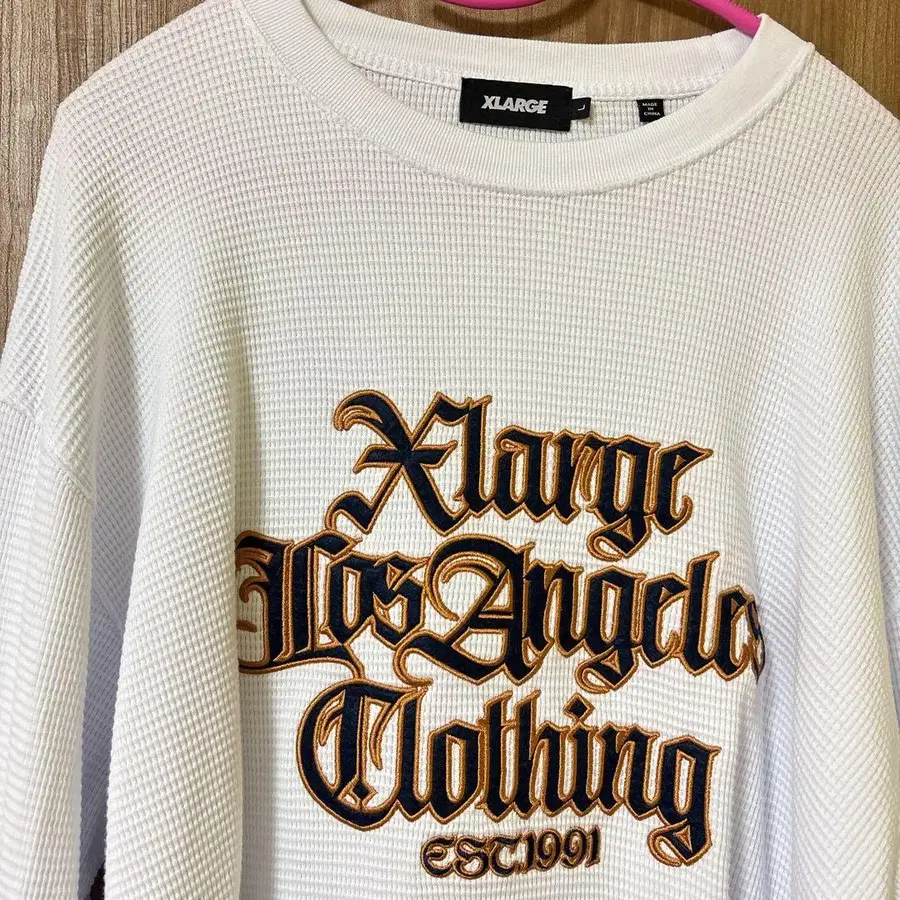 XLARGE
L
MADE
IN
CHINA
Xlarge
Los Angeles
Clothing
EST.1991